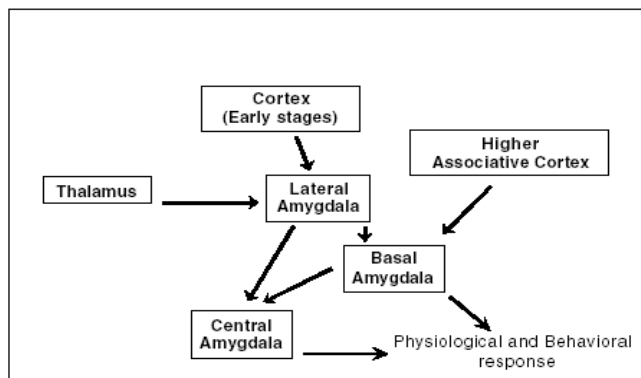 Cortex
(Early stages)
Higher
Associative Cortex
Thalamus
Lateral
Amygdala
Basal
Amygdala
Central
Amygdala
Physiological and Behavioral
response